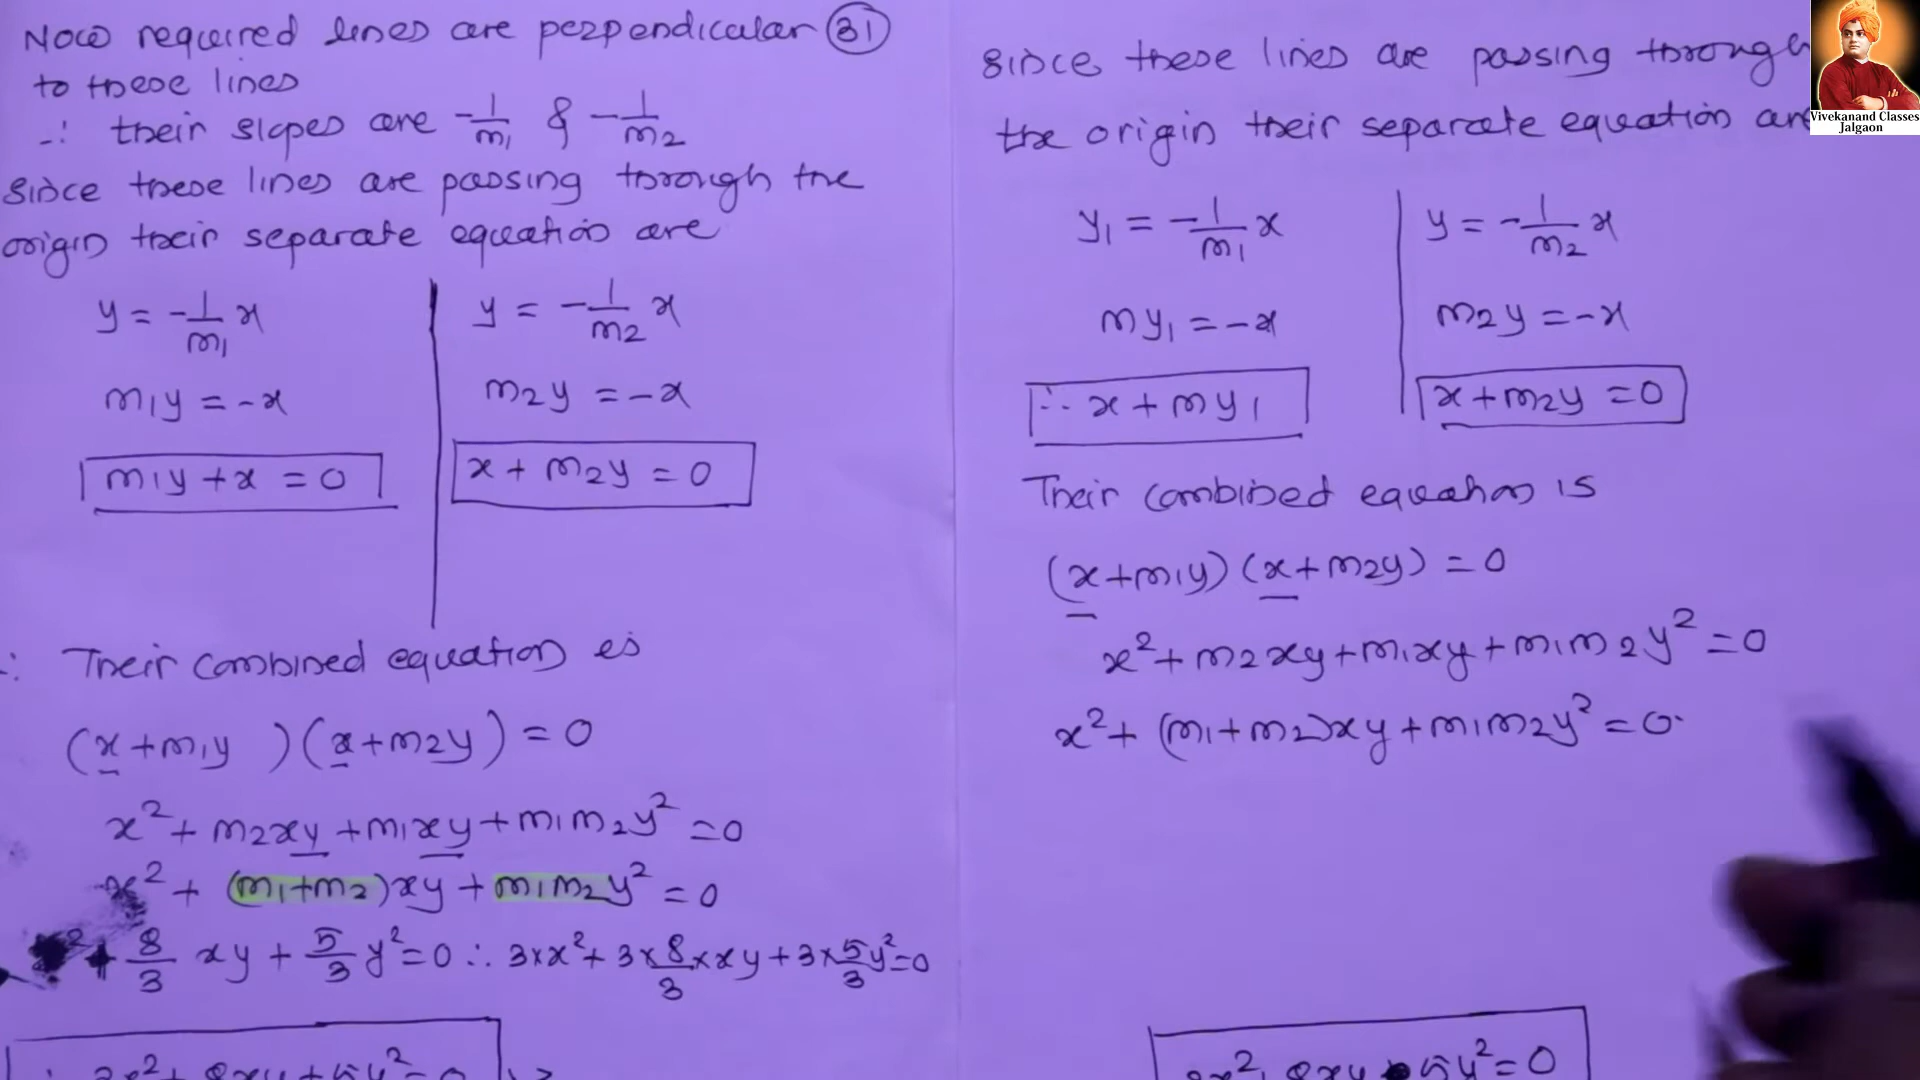 Now required lines are perpendicular 31
to these lines
∴ their slopes are -1/m1 & -1/m2
since these lines are passing through the
origin their separate equation are
y = -1/m1 x
y = -1/m2 x
m1y = -x
m2y = -x
m1y + x = 0
x + m2y = 0
∴ Their combined equation is
(x + m1y )(x + m2y) = 0
x² + m2xy + m1xy + m1m2y² = 0
x² + (m1+m2)xy + m1m2y² = 0
² + 8/3 xy + 5/3 y² = 0 ∴ 3×x² + 3×8/3×xy + 3×5/3y² = 0
since these lines are passing through
the origin their separate equation are
y1 = -1/m1 x
y = -1/m2 x
my1 = -x
m2y = -x
∴ x + my1
x + m2y = 0
Their combined equation is
(x + m1y) (x + m2y) = 0
x² + m2xy + m1xy + m1m2y² = 0
x² + (m1+m2)xy + m1m2y² = 0
y² = 0
Vivekanand Classes
Jalgaon